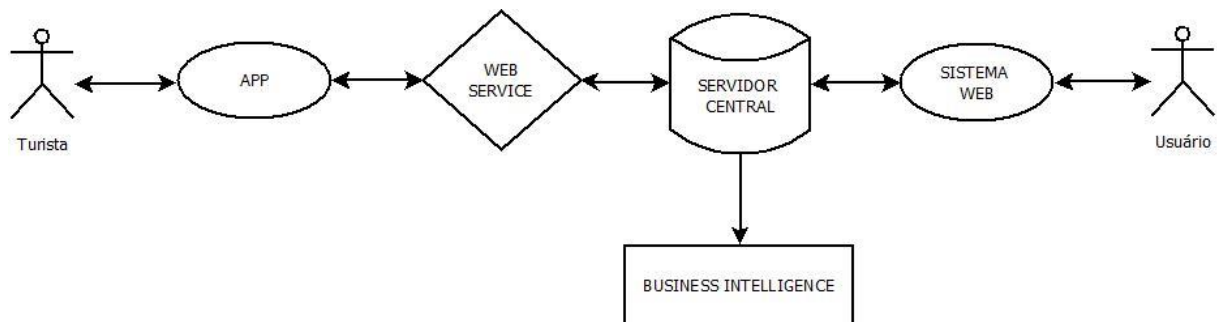 Turista
APP
WEB
SERVICE
SERVIDOR
CENTRAL
SISTEMA
WEB
Usuário
BUSINESS INTELLIGENCE